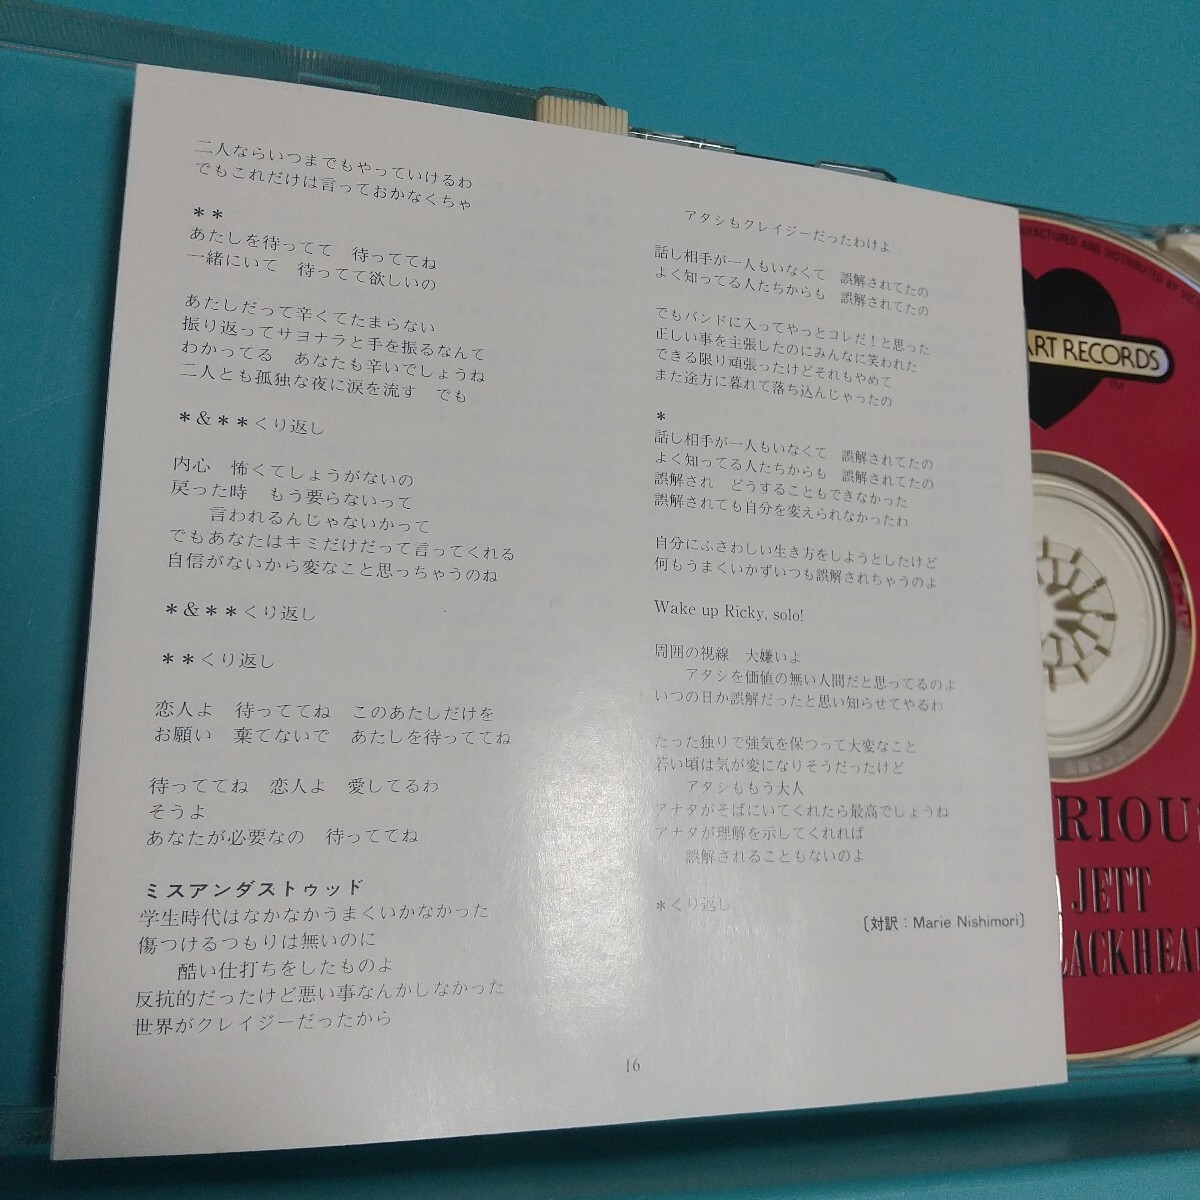 二人ならいつまでもやっていけるわ
でもこれだけは言っておかなくちゃ
＊＊
あたしを待ってて　待っててね
一緒にいて　待ってて欲しいの
あたしだって辛くてたまらない
振り返ってサヨナラと手を振るなんて
わかってる　あなたも辛いでしょうね
二人とも孤独な夜に涙を流す　でも
＊&＊＊くり返し
内心　怖くてしょうがないの
戻った時　もう要らないって
言われるんじゃないかって
でもあなたはキミだけだって言ってくれる
自信がないから変なこと思っちゃうのね
＊&＊＊くり返し
＊＊くり返し
恋人よ　待っててね　このあたしだけを
お願い　棄てないで　あたしを待っててね
待っててね　恋人よ　愛してるわ
そうよ
あなたが必要なの　待っててね
ミスアンダストゥッド
学生時代はなかなかうまくいかなかった
傷つけるつもりは無いのに
酷い仕打ちをしたものよ
反抗的だったけど悪い事なんかしなかった
世界がクレイジーだったから
アタシもクレイジーだったわけよ
話し相手が一人もいなくて　誤解されてたの
よく知ってる人たちからも　誤解されてたの
でもバンドに入ってやっとコレだ！と思った
正しい事を主張したのにみんなに笑われた
できる限り頑張ったけどそれもやめて
また途方に暮れて落ち込んじゃったの
＊
話し相手が一人もいなくて　誤解されてたの
よく知ってる人たちからも　誤解されてたの
誤解され　どうすることもできなかった
誤解されても自分を変えられなかったわ
自分にふさわしい生き方をしようとしたけど
何もうまくいかずいつも誤解されちゃうのよ
Wake up Ricky, solo!
周囲の視線　大嫌いよ
アタシを価値の無い人間だと思ってるのよ
いつの日か誤解だったと思い知らせてやるわ
たった独りで強気を保つって大変なこと
若い頃は気が変になりそうだったけど
アタシももう大人
アナタがそばにいてくれたら最高でしょうね
アナタが理解を示してくれれば
誤解されることもないのよ
＊くり返し
〔対訳：Marie Nishimori〕
16
FACTURED AND DISTRIBUTED BY VIC
ART RECORDS
TM
RIOUS
JETT
LACKHEAR